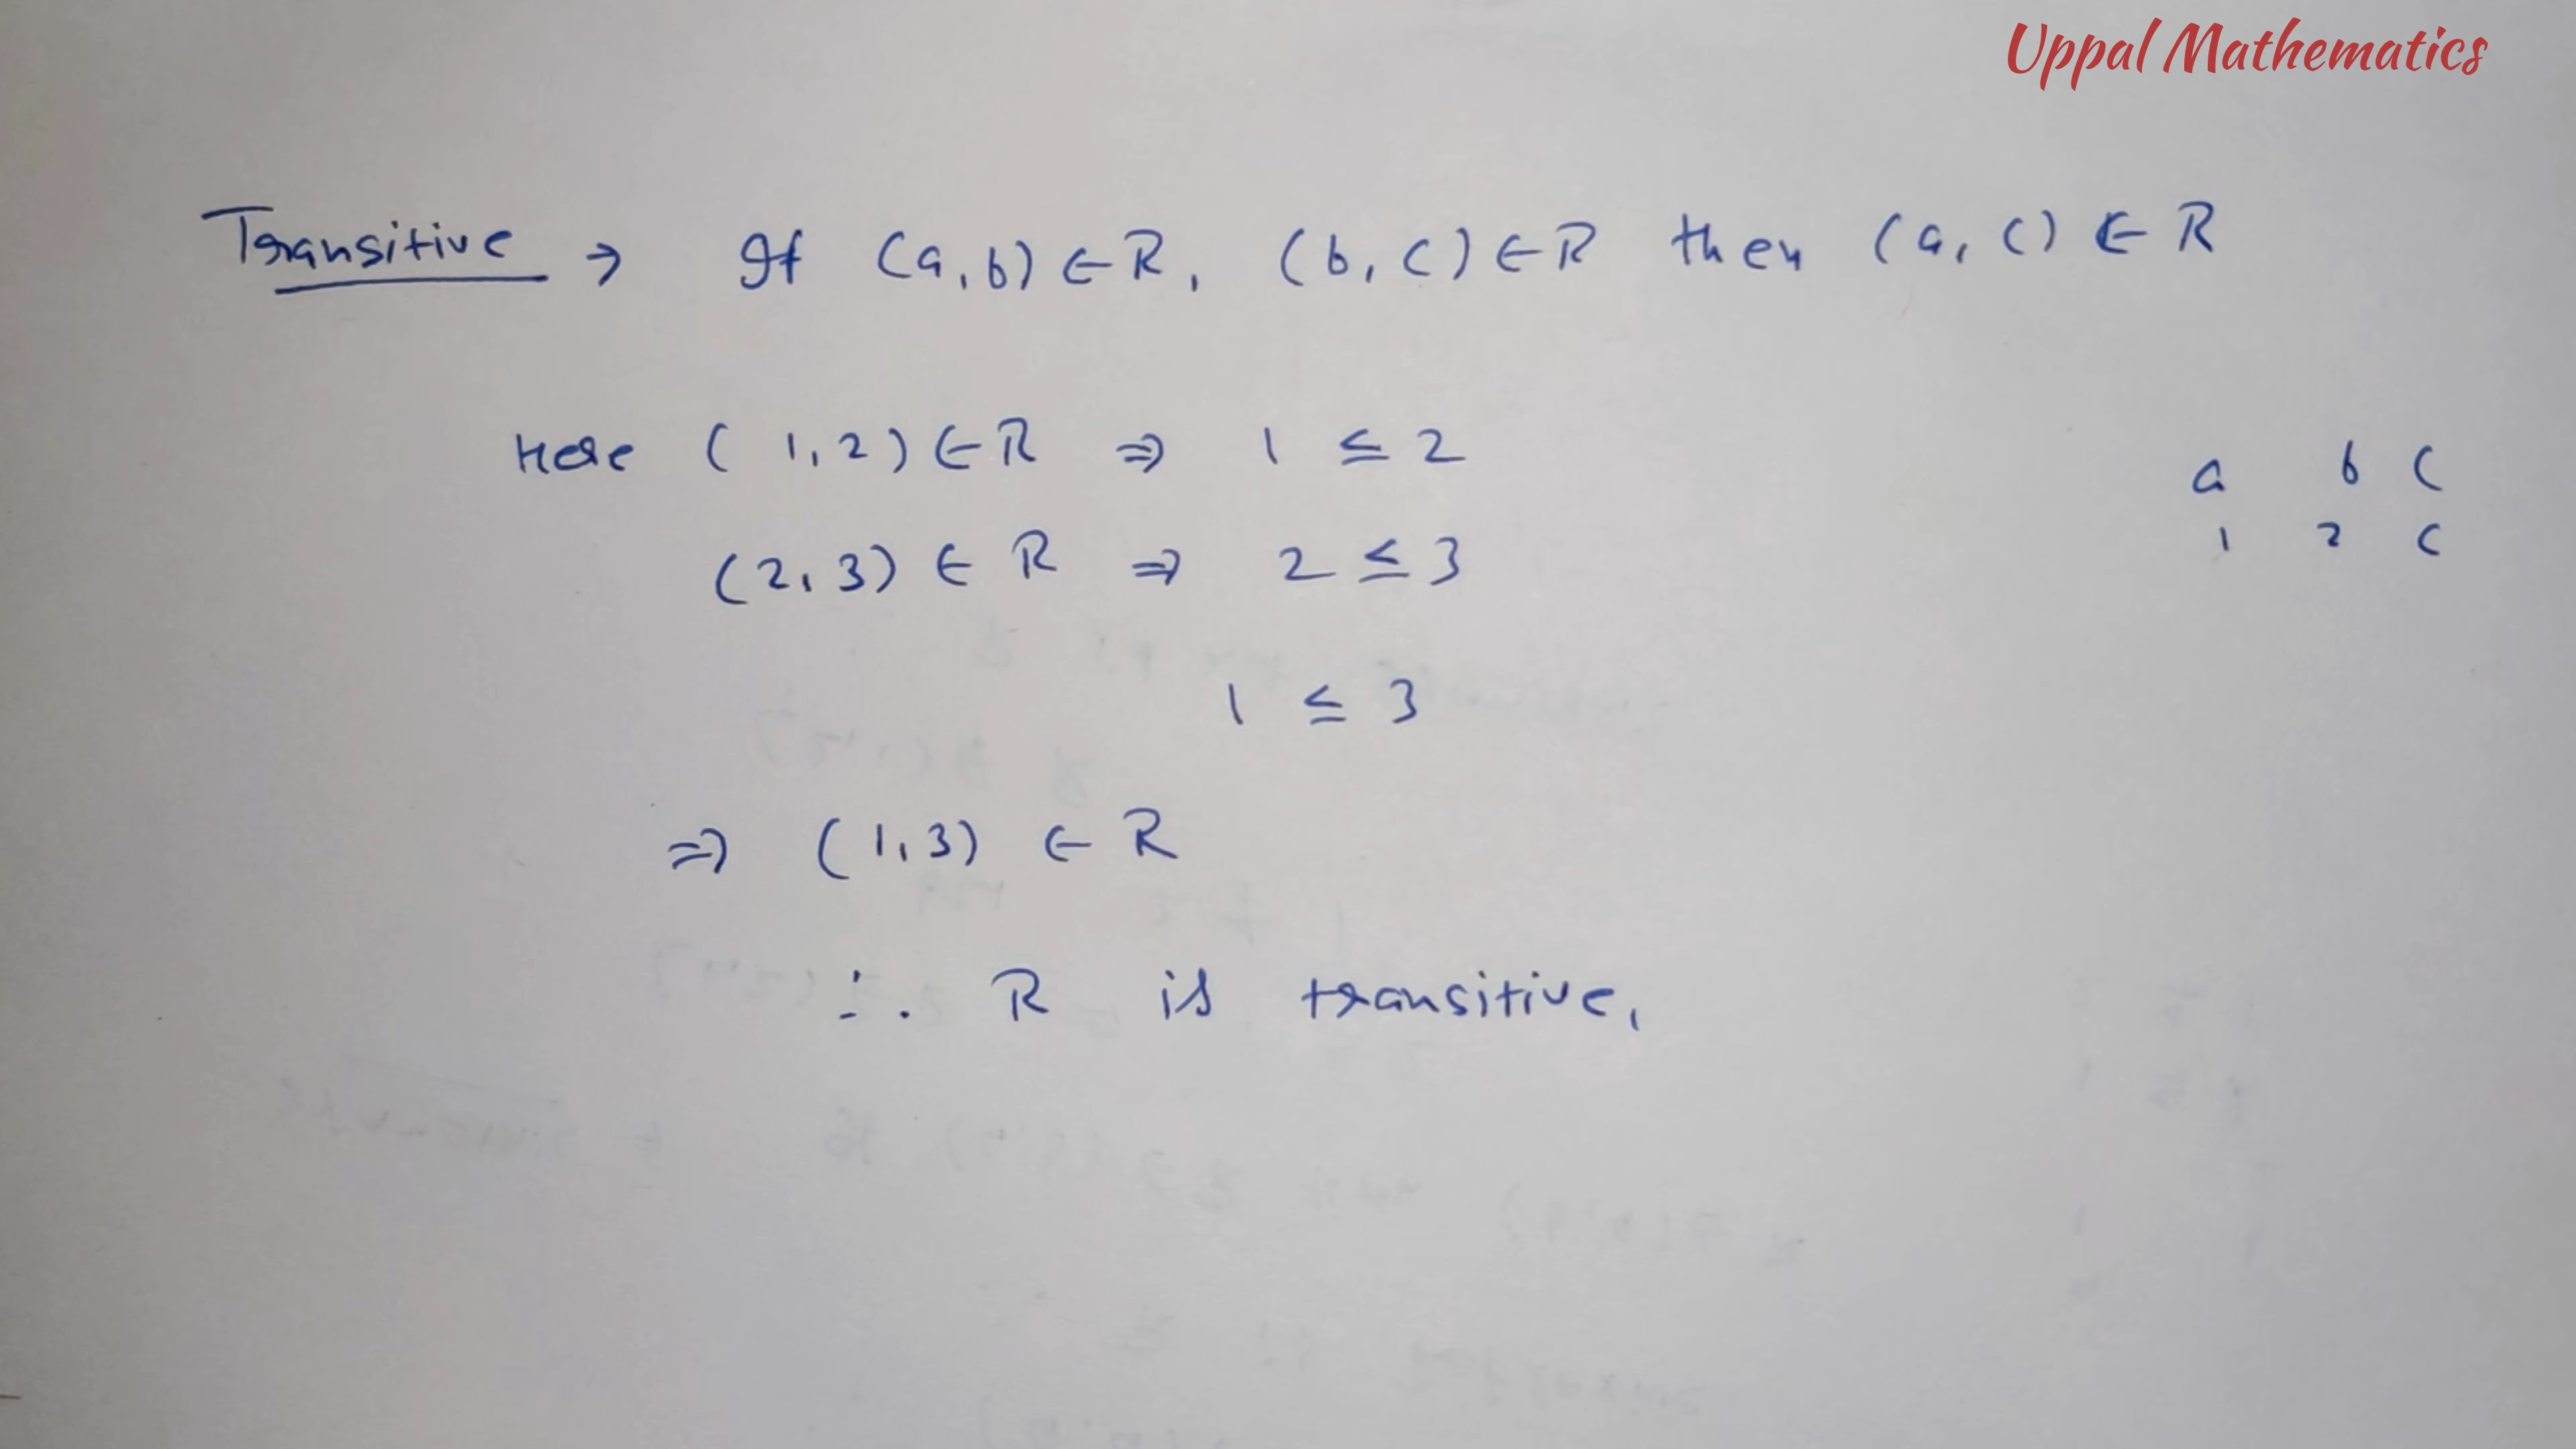 Uppal Mathematics
Transitive → If (a, b) ∈ R, (b, c) ∈ R then (a, c) ∈ R
Here (1, 2) ∈ R ⇒ 1 ≤ 2
a b c
(2, 3) ∈ R ⇒ 2 ≤ 3
1 2 c
1 ≤ 3
⇒ (1, 3) ∈ R
∴ R is transitive,